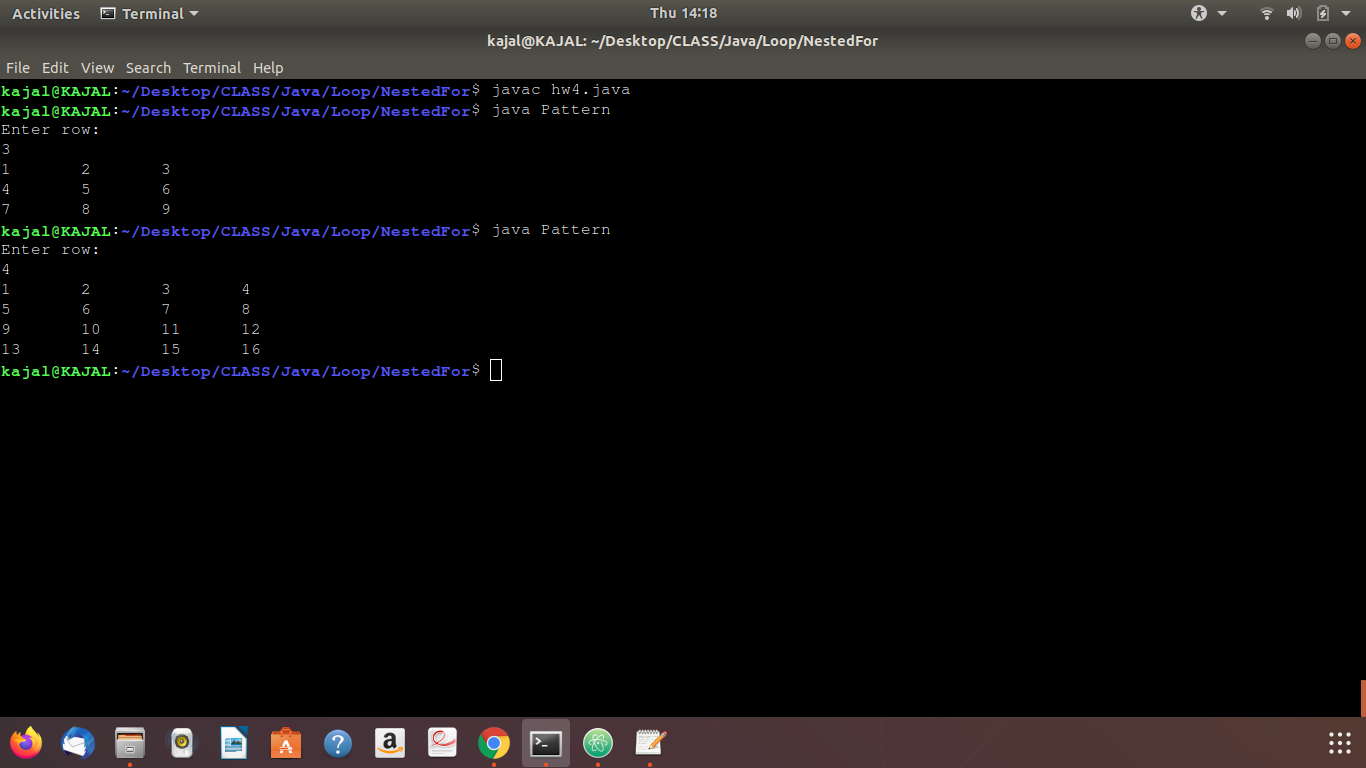 Activities Terminal Thu 14:18
kajal@KAJAL: ~/Desktop/CLASS/Java/Loop/NestedFor
File Edit View Search Terminal Help
kajal@KAJAL:~/Desktop/CLASS/Java/Loop/NestedFor$ javac hw4.java
kajal@KAJAL:~/Desktop/CLASS/Java/Loop/NestedFor$ java Pattern
Enter row:
3
1 2 3
4 5 6
7 8 9
kajal@KAJAL:~/Desktop/CLASS/Java/Loop/NestedFor$ java Pattern
Enter row:
4
1 2 3 4
5 6 7 8
9 10 11 12
13 14 15 16
kajal@KAJAL:~/Desktop/CLASS/Java/Loop/NestedFor$